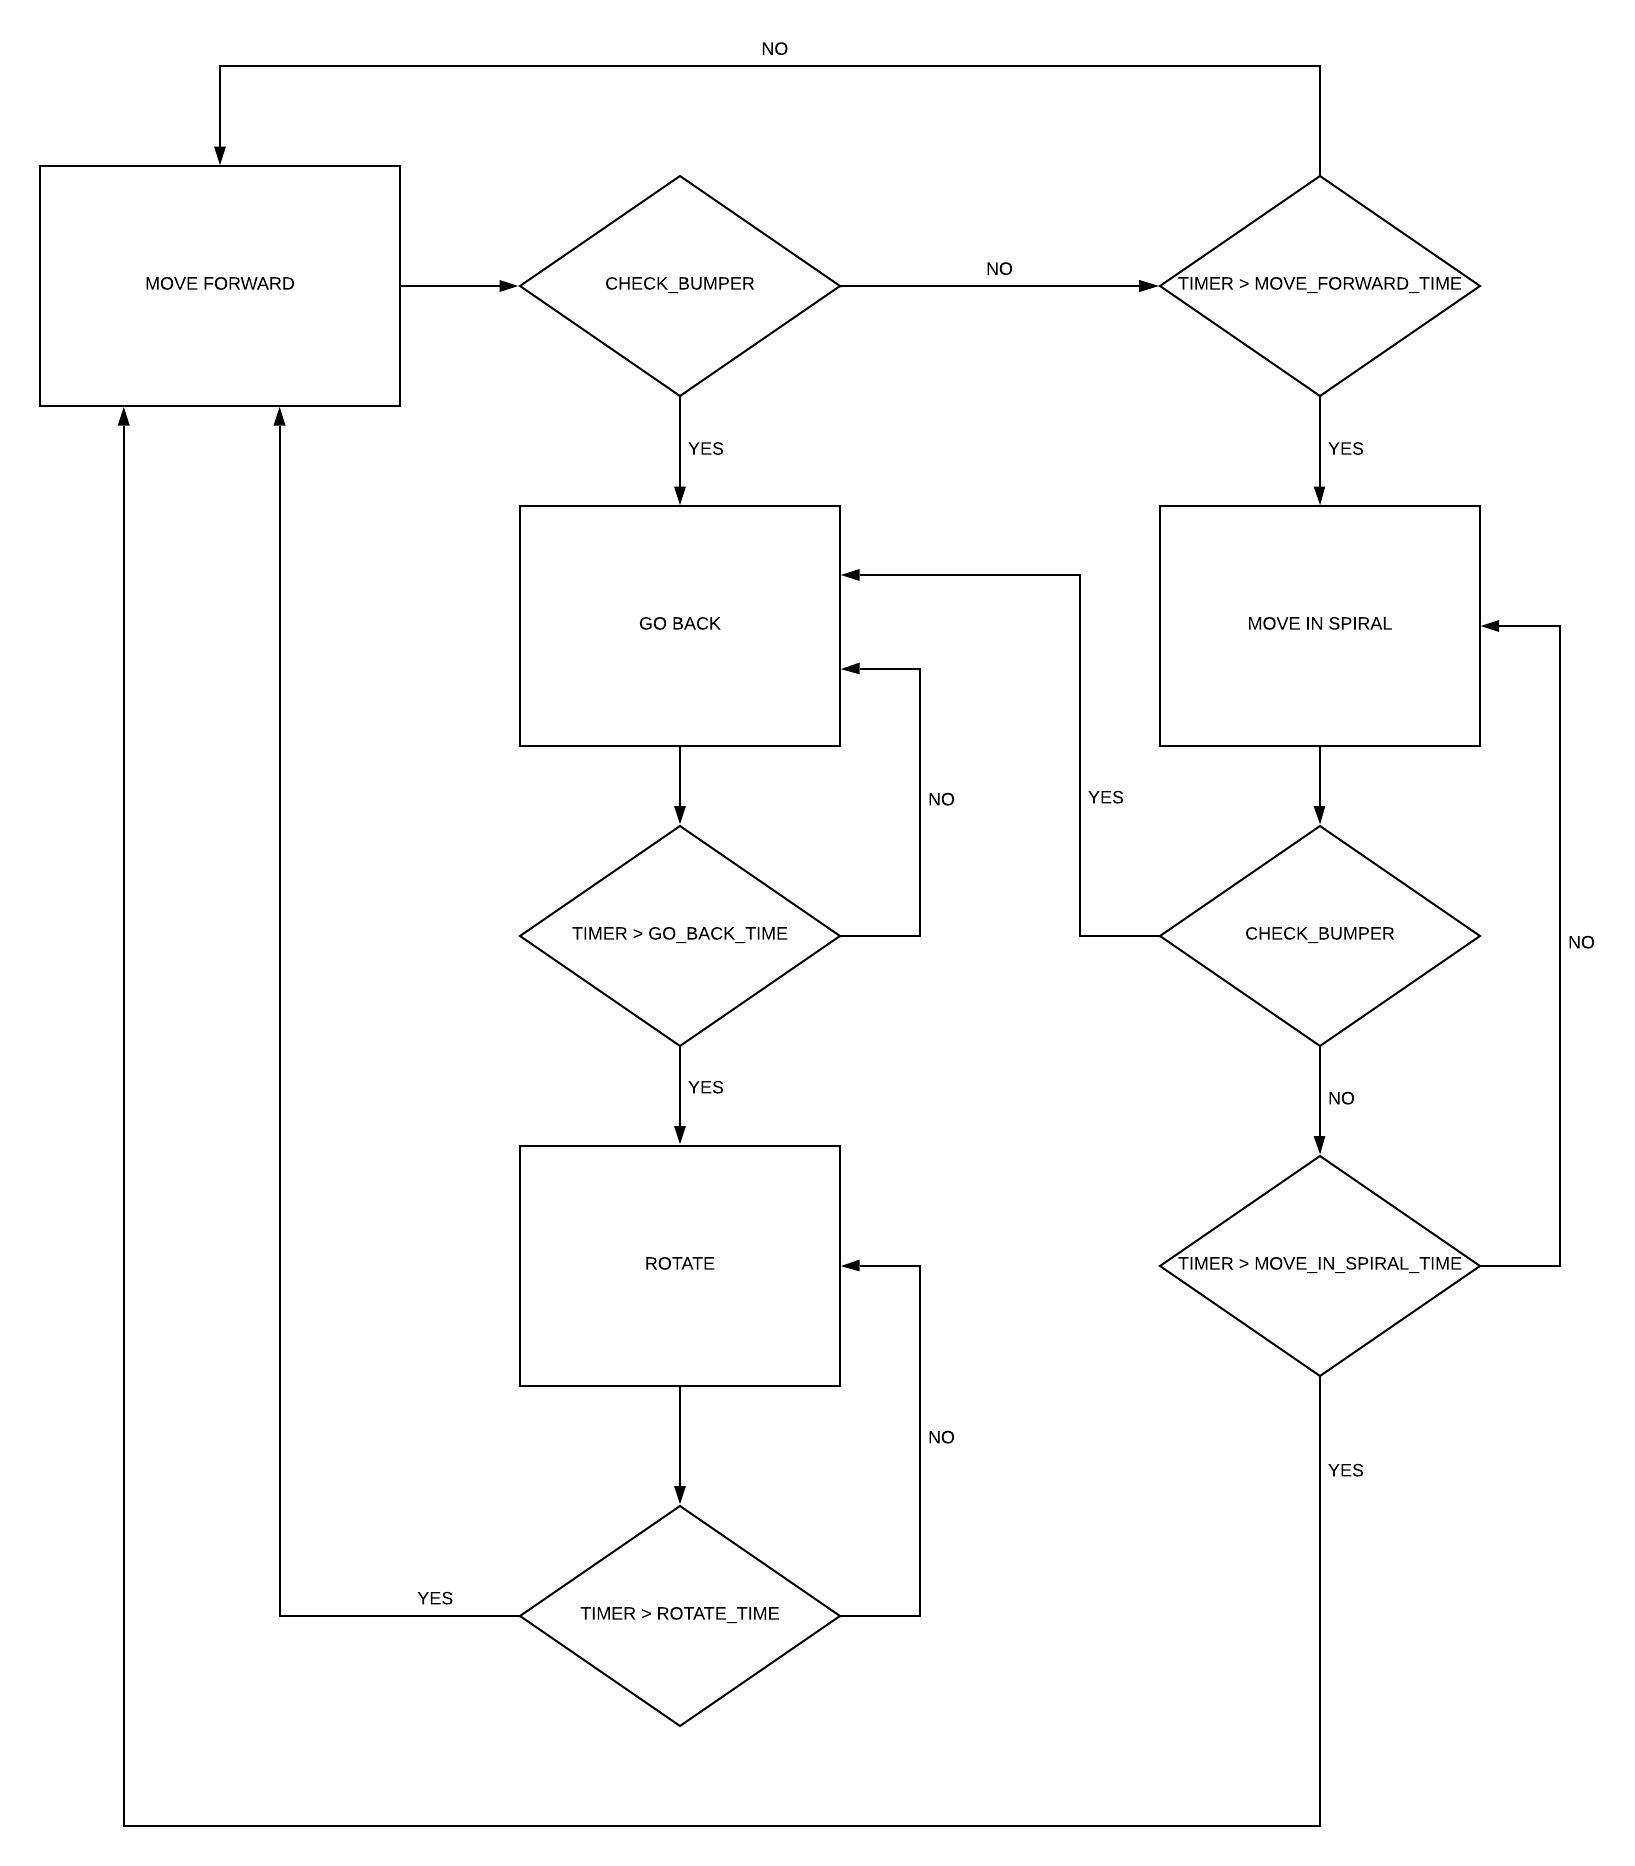 NO
MOVE FORWARD
CHECK_BUMPER
NO
TIMER > MOVE_FORWARD_TIME
YES
YES
GO BACK
MOVE IN SPIRAL
NO
YES
TIMER > GO_BACK_TIME
CHECK_BUMPER
NO
YES
NO
ROTATE
TIMER > MOVE_IN_SPIRAL_TIME
NO
YES
YES
TIMER > ROTATE_TIME